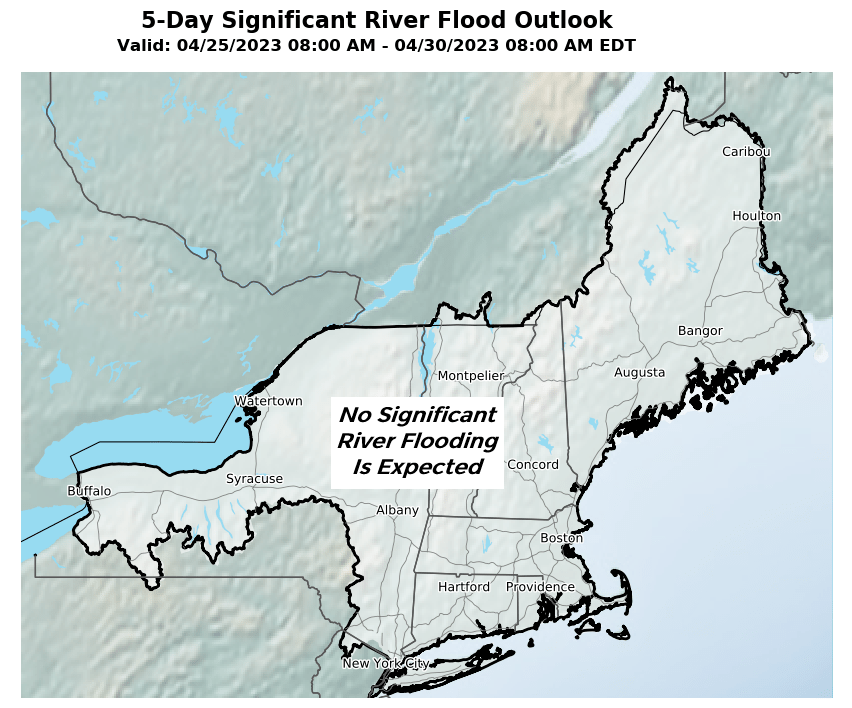 5-Day Significant River Flood Outlook
Valid: 04/25/2023 08:00 AM - 04/30/2023 08:00 AM EDT
Caribou
Houlton
Bangor
Augusta
Montpelier
Watertown
No Significant
River Flooding
Is Expected
Concord
Syracuse
Buffalo
Albany
Boston
Hartford
Providence
New York City